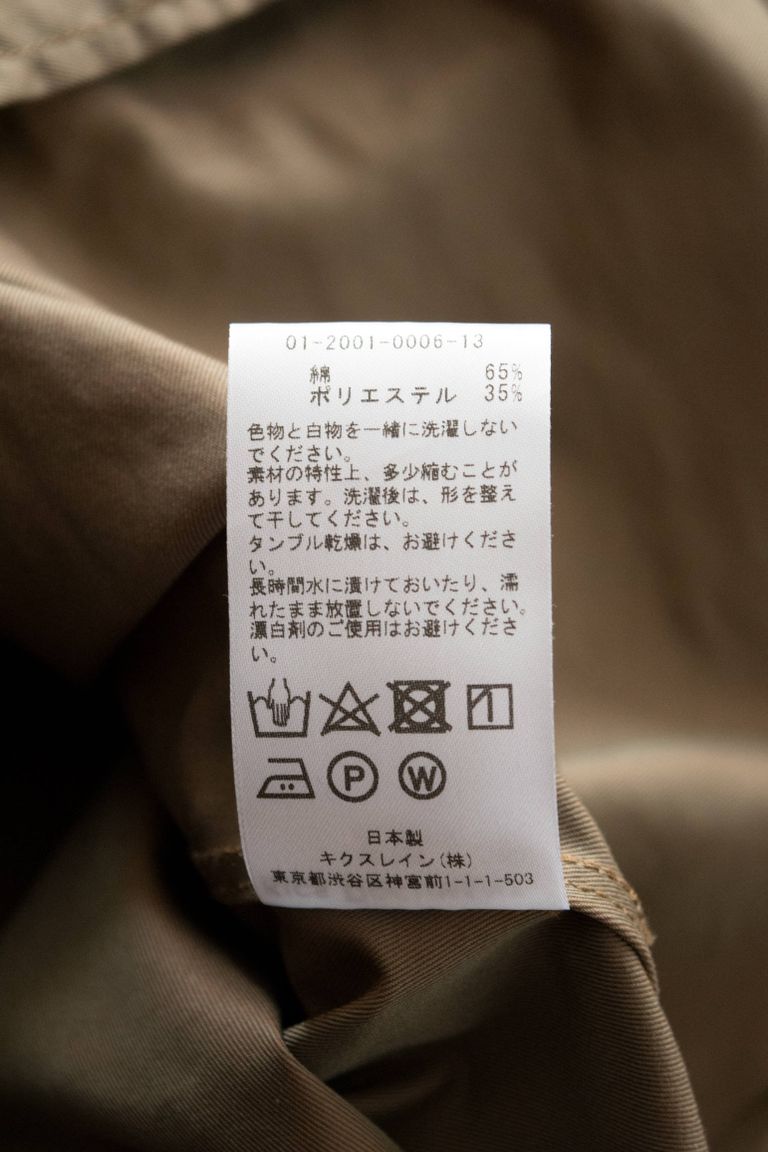 01-2001-0006-13
綿 65%
ポリエステル 35%
色物と白物を一緒に洗濯しない
でください。
素材の特性上、多少縮むことが
あります。洗濯後は、形を整え
て干してください。
タンブル乾燥は、お避けくださ
い。
長時間水に漬けておいたり、濡
れたまま放置しないでください。
漂白剤のご使用はお避けくださ
い。
P W
日本製
キクスレイン(株)
東京都渋谷区神宮前1-1-1-503